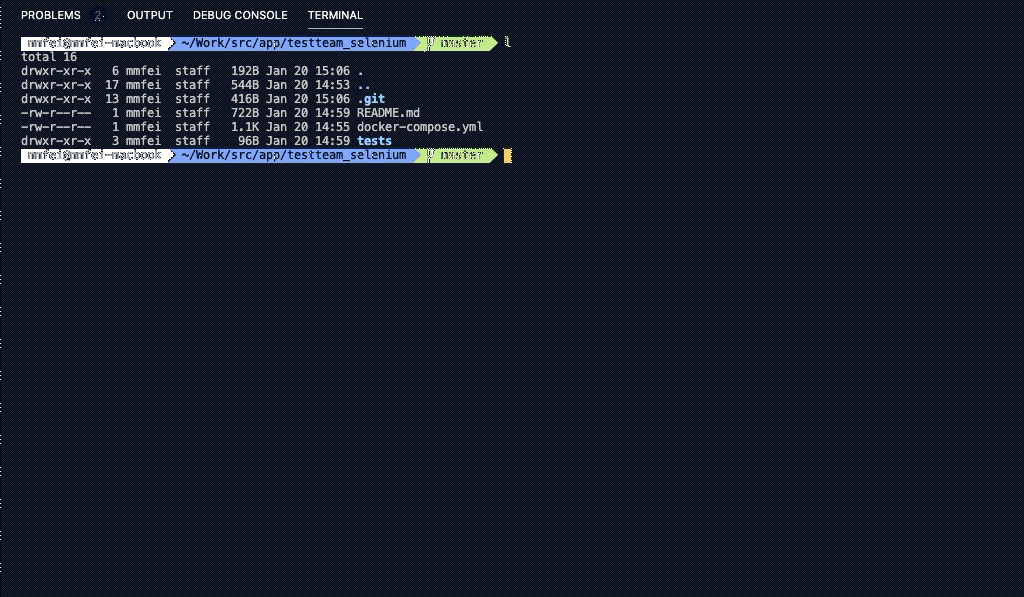 PROBLEMS 2 OUTPUT DEBUG CONSOLE TERMINAL
mmfei@mmfei-macbook ~/Work/src/app/testteam_selenium master l
total 16
drwxr-xr-x 6 mmfei staff 192B Jan 20 15:06 .
drwxr-xr-x 17 mmfei staff 544B Jan 20 14:53 ..
drwxr-xr-x 13 mmfei staff 416B Jan 20 15:06 .git
-rw-r--r-- 1 mmfei staff 722B Jan 20 14:59 README.md
-rw-r--r-- 1 mmfei staff 1.1K Jan 20 14:55 docker-compose.yml
drwxr-xr-x 3 mmfei staff 96B Jan 20 14:59 tests
mmfei@mmfei-macbook ~/Work/src/app/testteam_selenium master